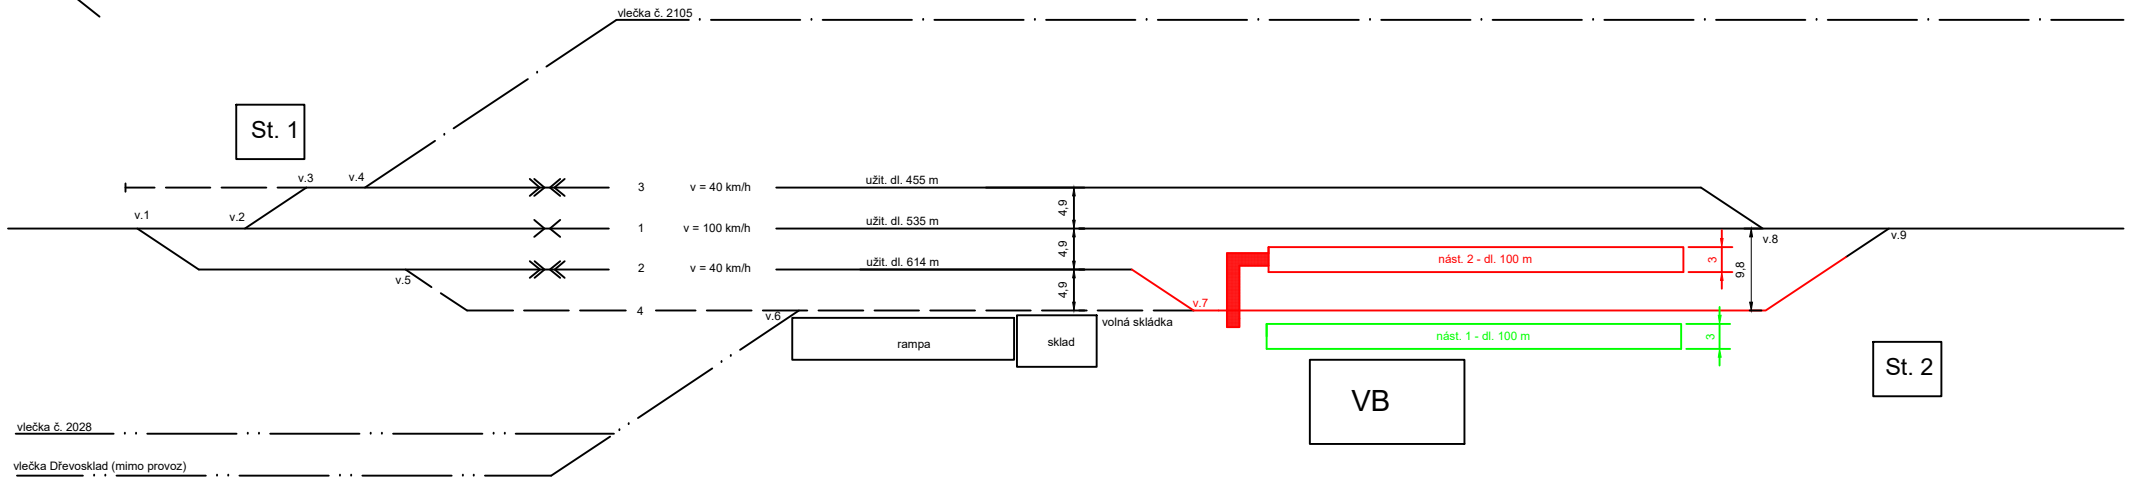 vlečka č. 2105
St. 1
v.3
v.4
3
v = 40 km/h
užit. dl. 455 m
4,9
v.1
v.2
1
v = 100 km/h
užit. dl. 535 m
4,9
v.8
v.9
2
v = 40 km/h
užit. dl. 614 m
nást. 2 - dl. 100 m
3
9,8
v.5
4,9
4
v.6
v.7
volná skládka
rampa
sklad
nást. 1 - dl. 100 m
3
VB
St. 2
vlečka č. 2028
vlečka Dřevosklad (mimo provoz)